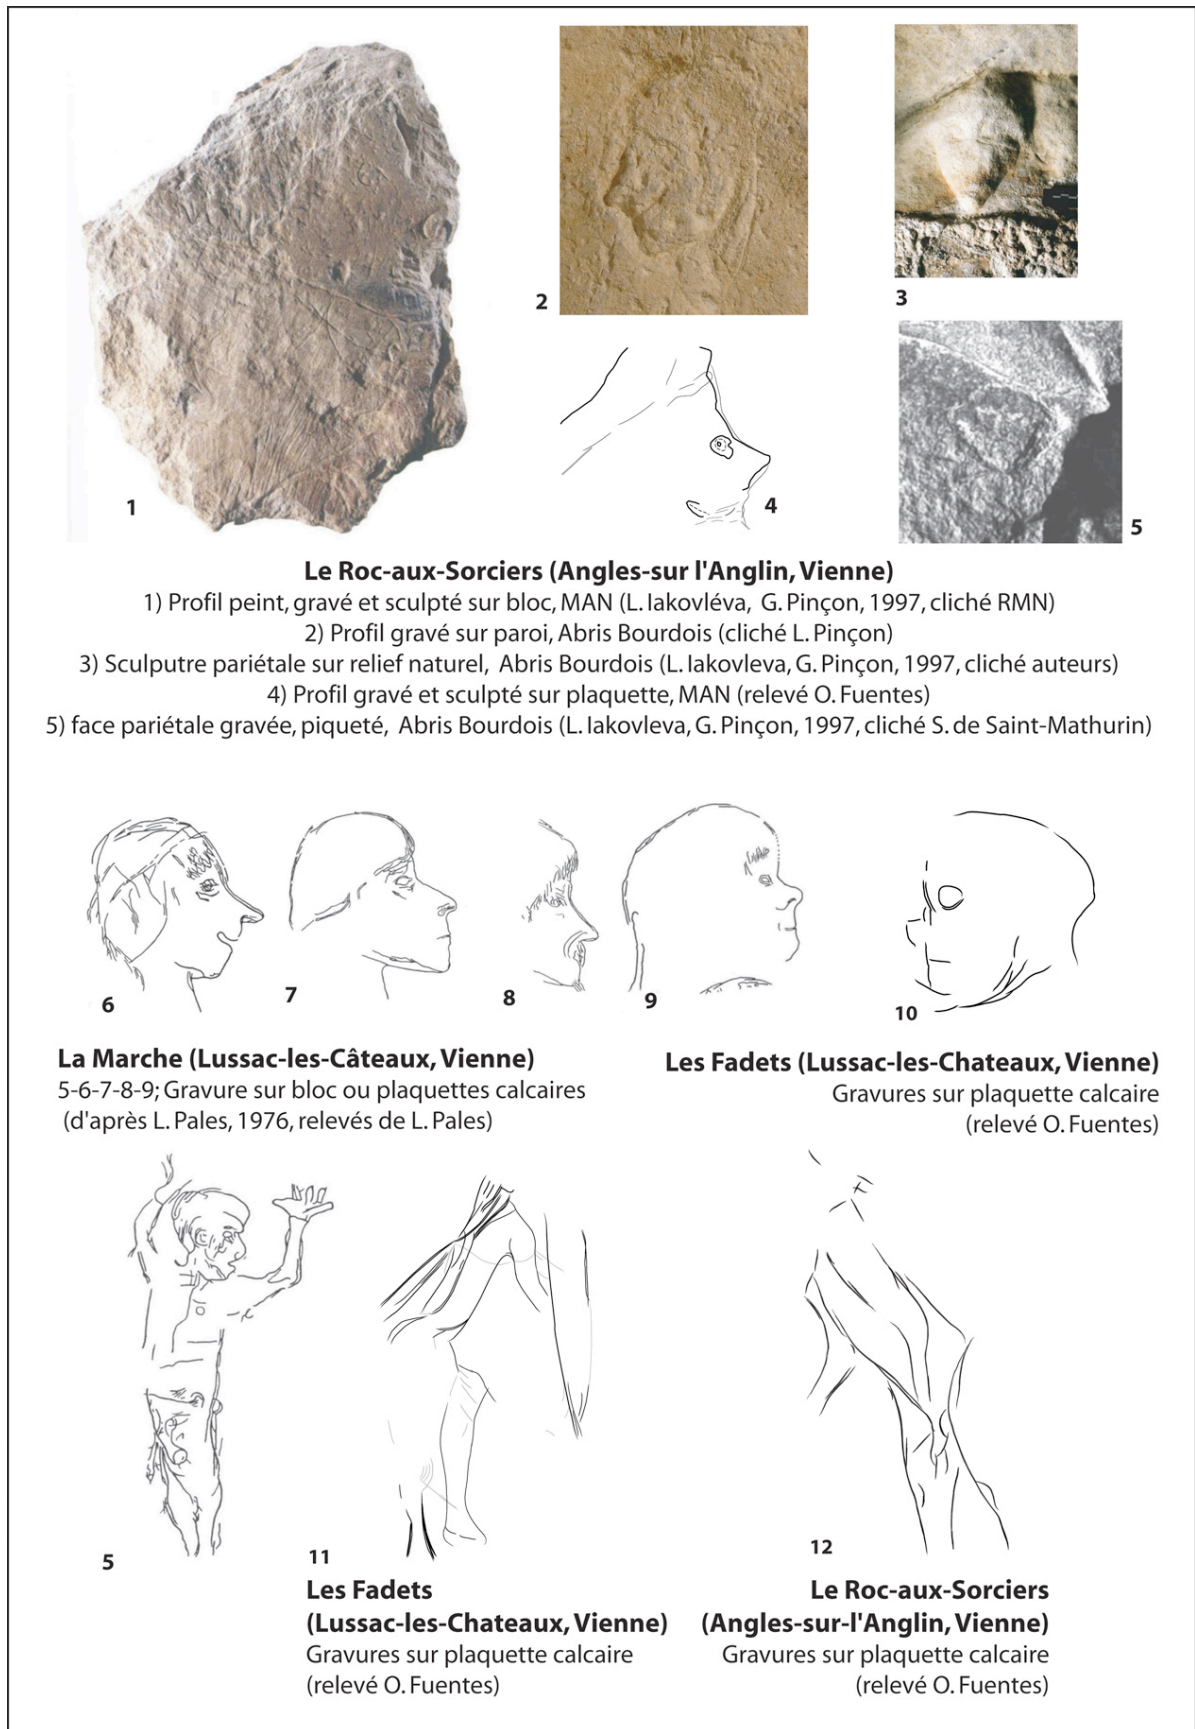 2
3
1
4
5
Le Roc-aux-Sorciers (Angles-sur l'Anglin, Vienne)
1) Profil peint, gravé et sculpté sur bloc, MAN (L. Iakovléva, G. Pinçon, 1997, cliché RMN)
2) Profil gravé sur paroi, Abris Bourdois (cliché L. Pinçon)
3) Sculputre pariétale sur relief naturel, Abris Bourdois (L. Iakovleva, G. Pinçon, 1997, cliché auteurs)
4) Profil gravé et sculpté sur plaquette, MAN (relevé O. Fuentes)
5) face pariétale gravée, piqueté, Abris Bourdois (L. Iakovleva, G. Pinçon, 1997, cliché S. de Saint-Mathurin)
6
7
8
9
10
La Marche (Lussac-les-Câteaux, Vienne)
5-6-7-8-9; Gravure sur bloc ou plaquettes calcaires
(d'après L. Pales, 1976, relevés de L. Pales)
Les Fadets (Lussac-les-Chateaux, Vienne)
Gravures sur plaquette calcaire
(relevé O. Fuentes)
5
11
12
Les Fadets
(Lussac-les-Chateaux, Vienne)
Gravures sur plaquette calcaire
(relevé O. Fuentes)
Le Roc-aux-Sorciers
(Angles-sur-l'Anglin, Vienne)
Gravures sur plaquette calcaire
(relevé O. Fuentes)